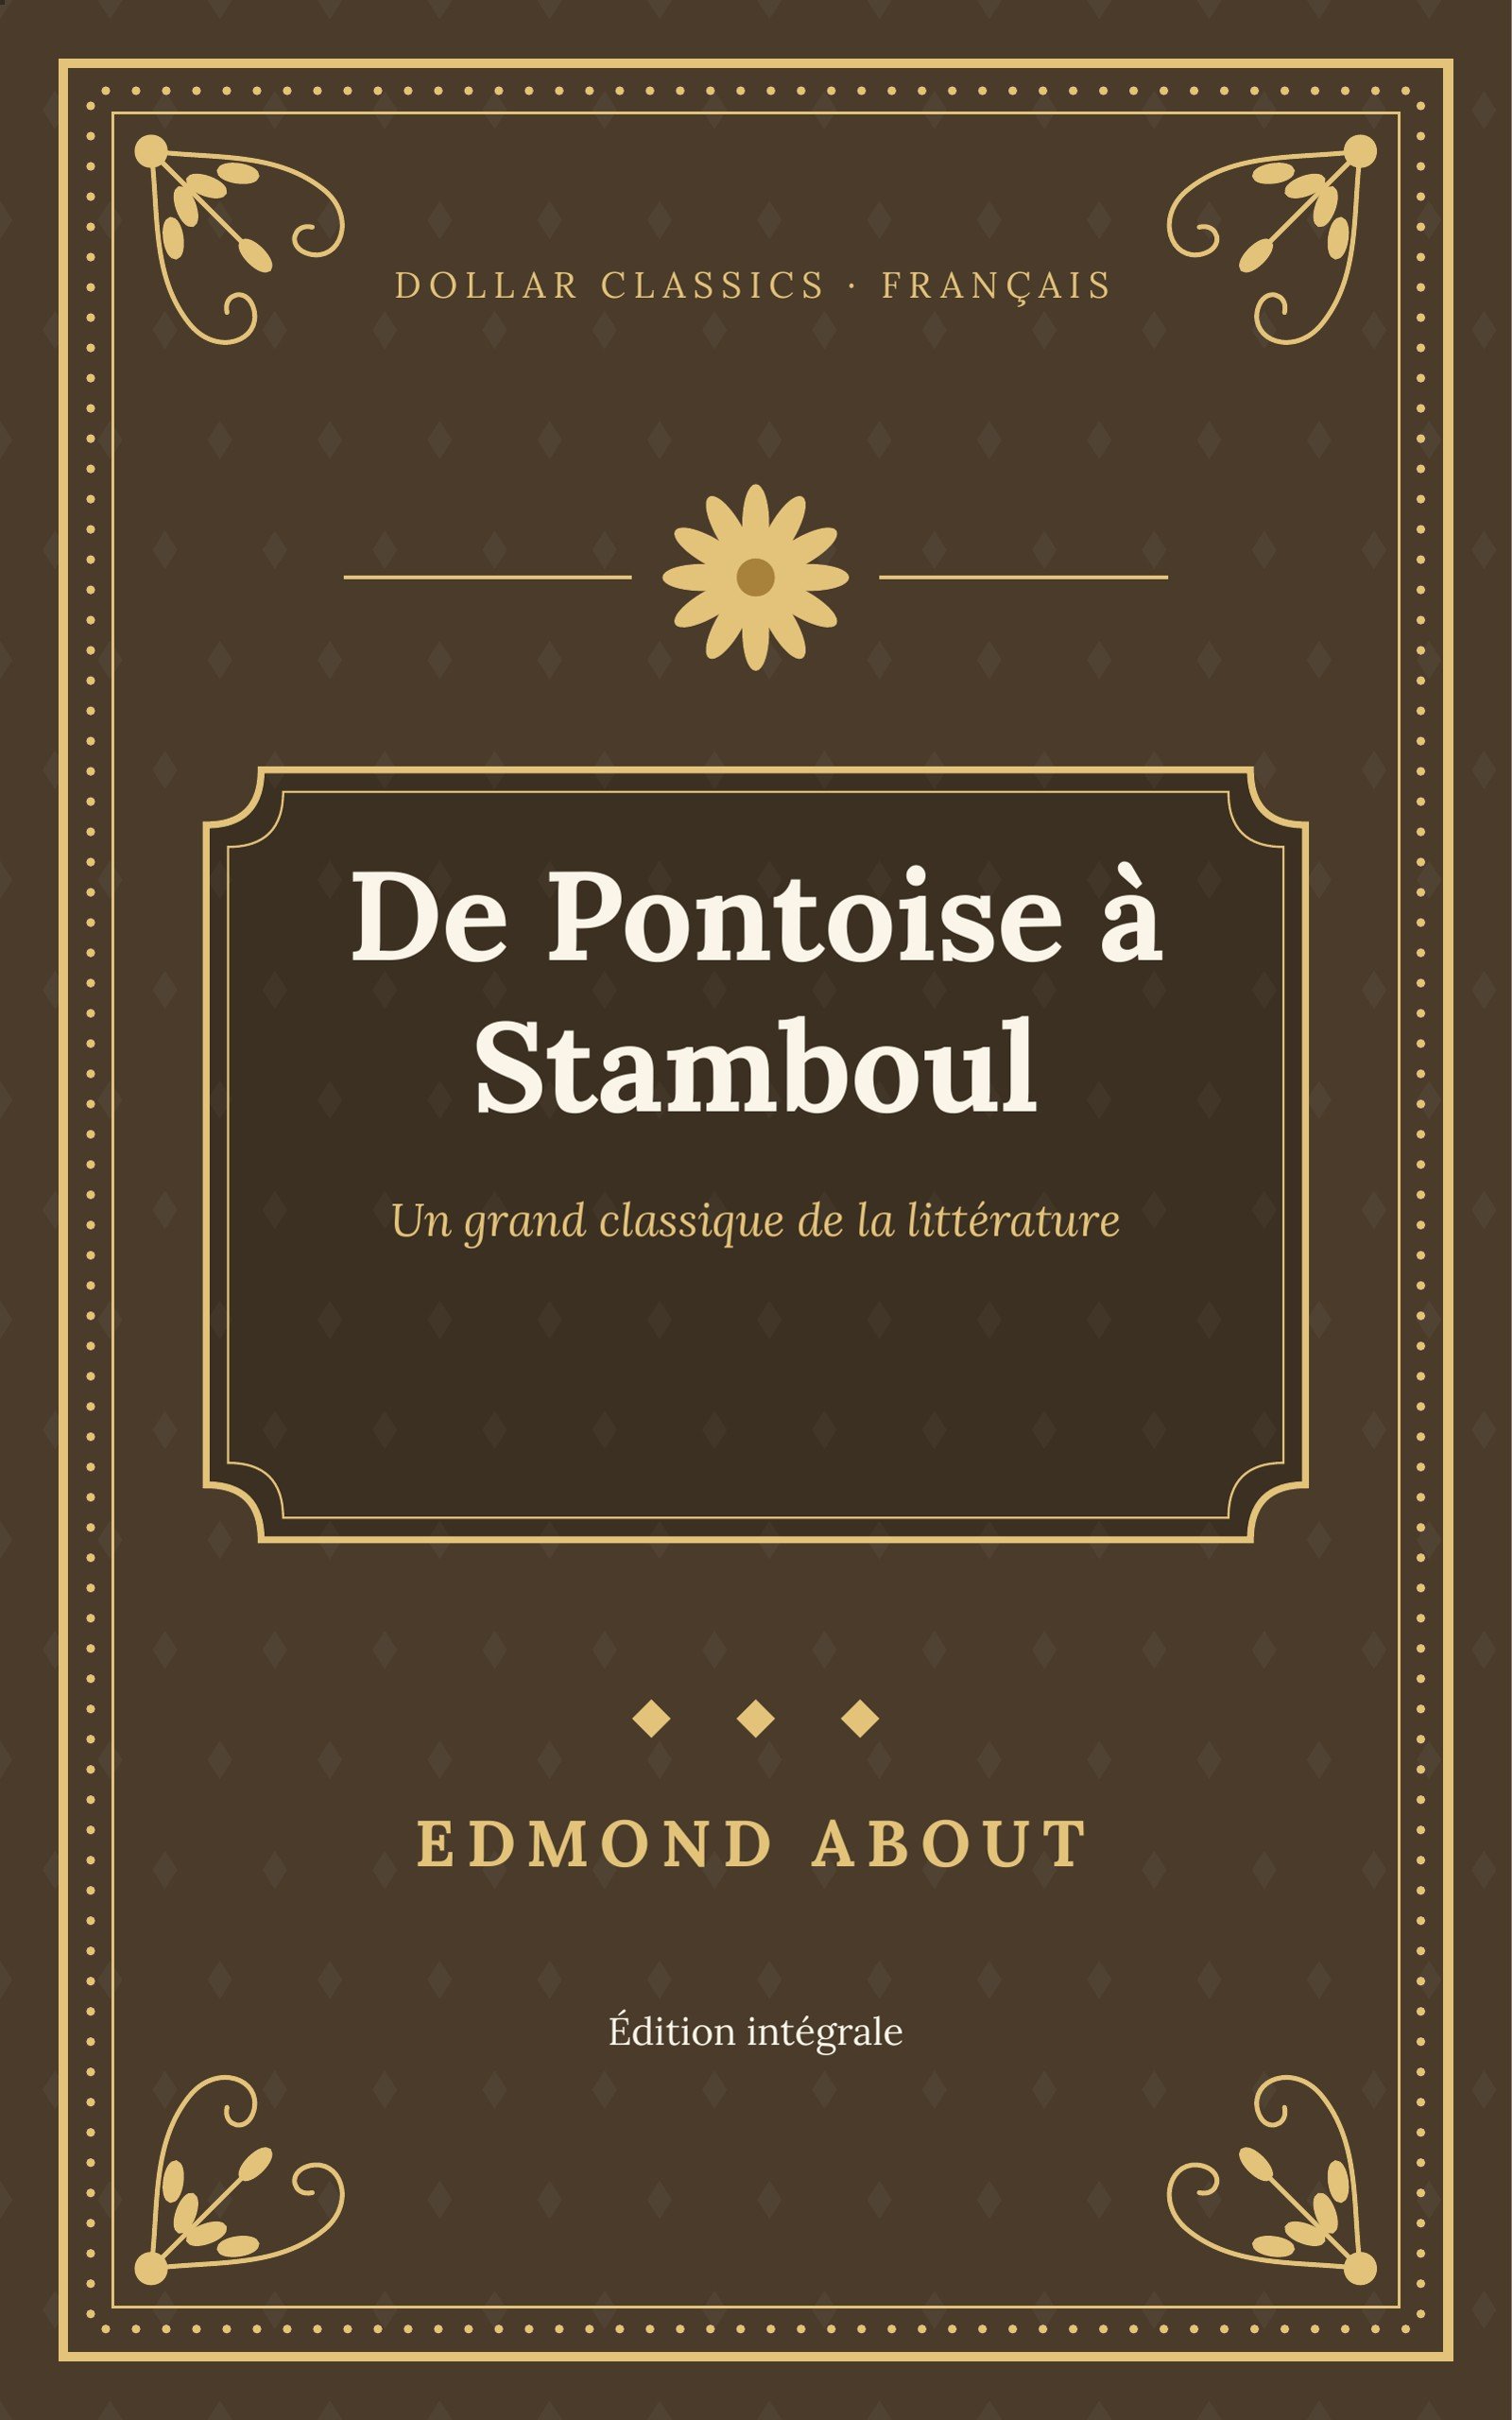 DOLLAR CLASSICS · FRANÇAIS
De Pontoise à
Stamboul
Un grand classique de la littérature
EDMOND ABOUT
Édition intégrale